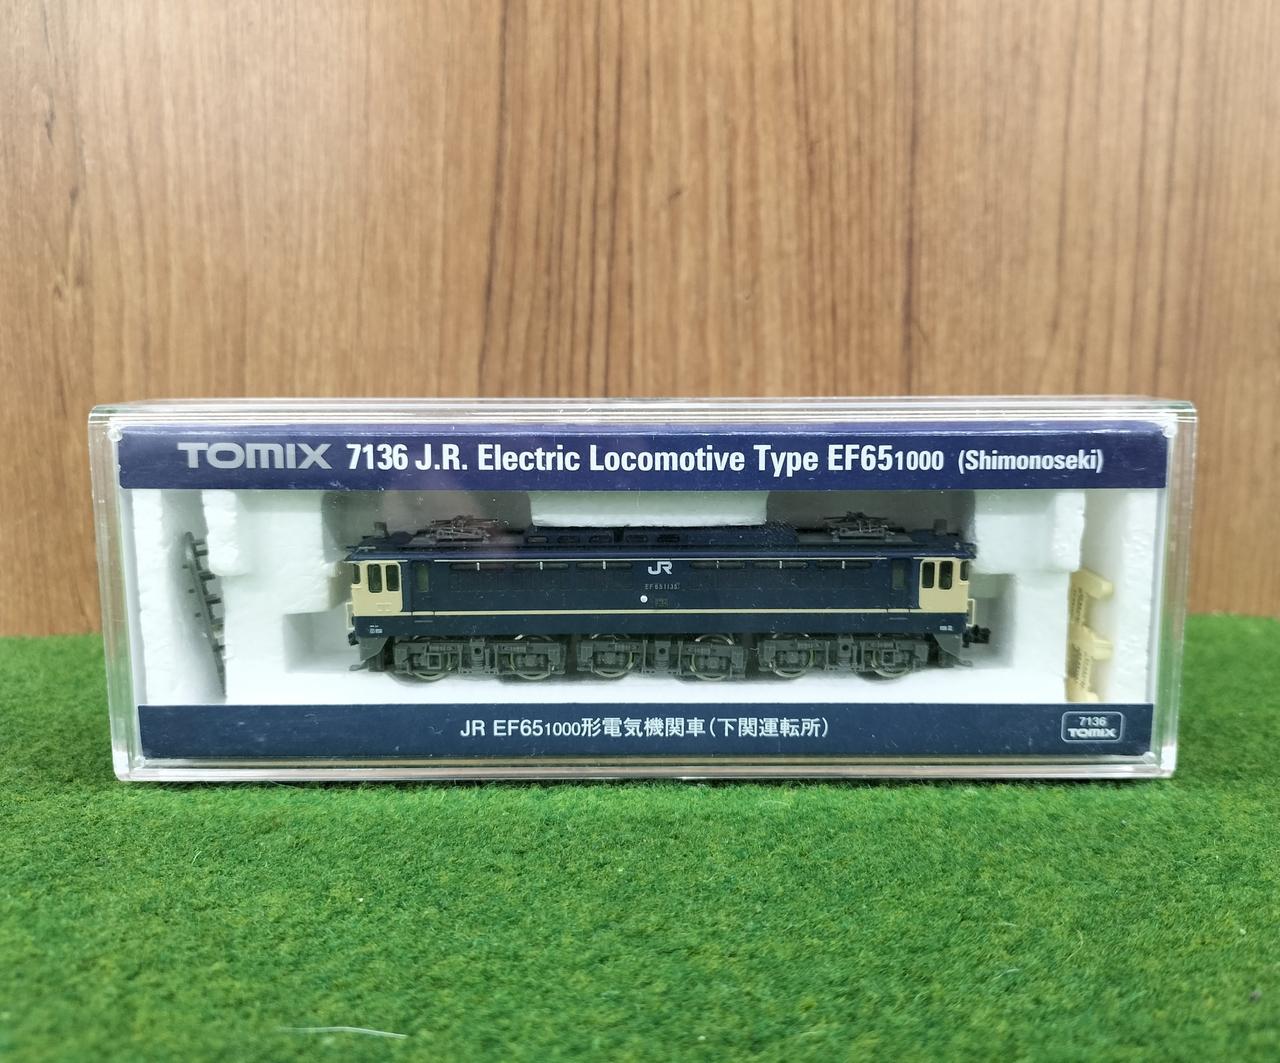 TOMIX 7136 J.R. Electric Locomotive Type EF651000 (Shimonoseki)
JR
EF651135
JR EF651000形電気機関車(下関運転所)
7136
TOMIX